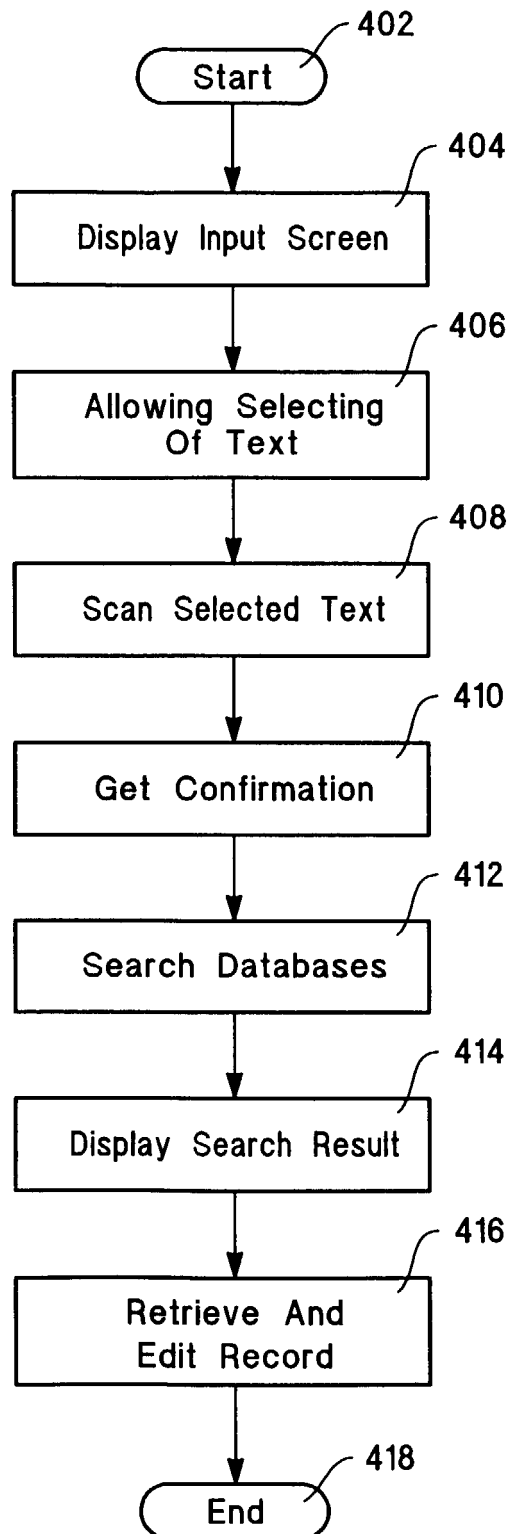 402
Start
404
Display Input Screen
406
Allowing Selecting
Of Text
408
Scan Selected Text
410
Get Confirmation
412
Search Databases
414
Display Search Result
416
Retrieve And
Edit Record
418
End